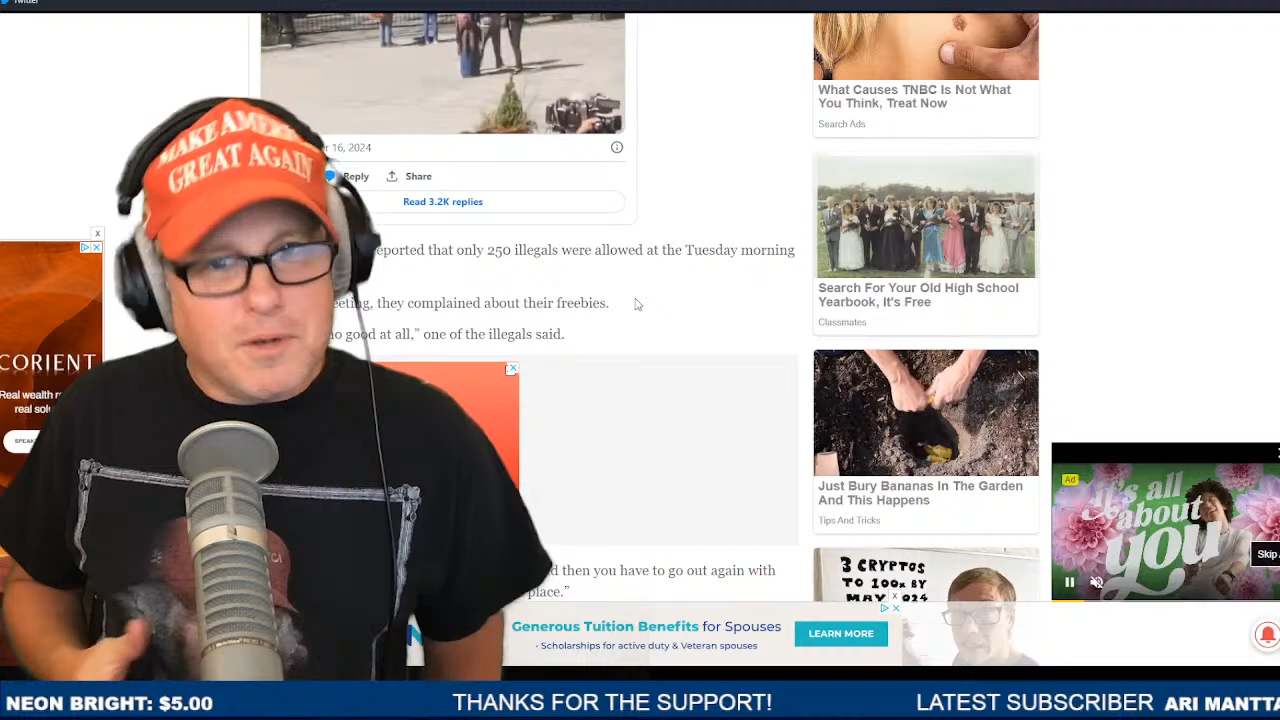 Twitter
MAKE AMERICA
GREAT AGAIN
16, 2024
Reply
Share
Read 3.2K replies
eported that only 250 illegals were allowed at the Tuesday morning
eeting, they complained about their freebies.
no good at all,” one of the illegals said.
d then you have to go out again with
place.”
x
CORIENT
Real wealth
real
What Causes TNBC Is Not What
You Think, Treat Now
Search Ads
Search For Your Old High School
Yearbook, It's Free
Classmates
Just Bury Bananas In The Garden
And This Happens
Tips And Tricks
3 CRYPTOS
TO 100x BY
MAY 2024
Ad
it's all
about
you
Skip
x
Generous Tuition Benefits for Spouses
· Scholarships for active duty & Veteran spouses
LEARN MORE
NEON BRIGHT: $5.00
THANKS FOR THE SUPPORT!
LATEST SUBSCRIBER ARI MANTTA